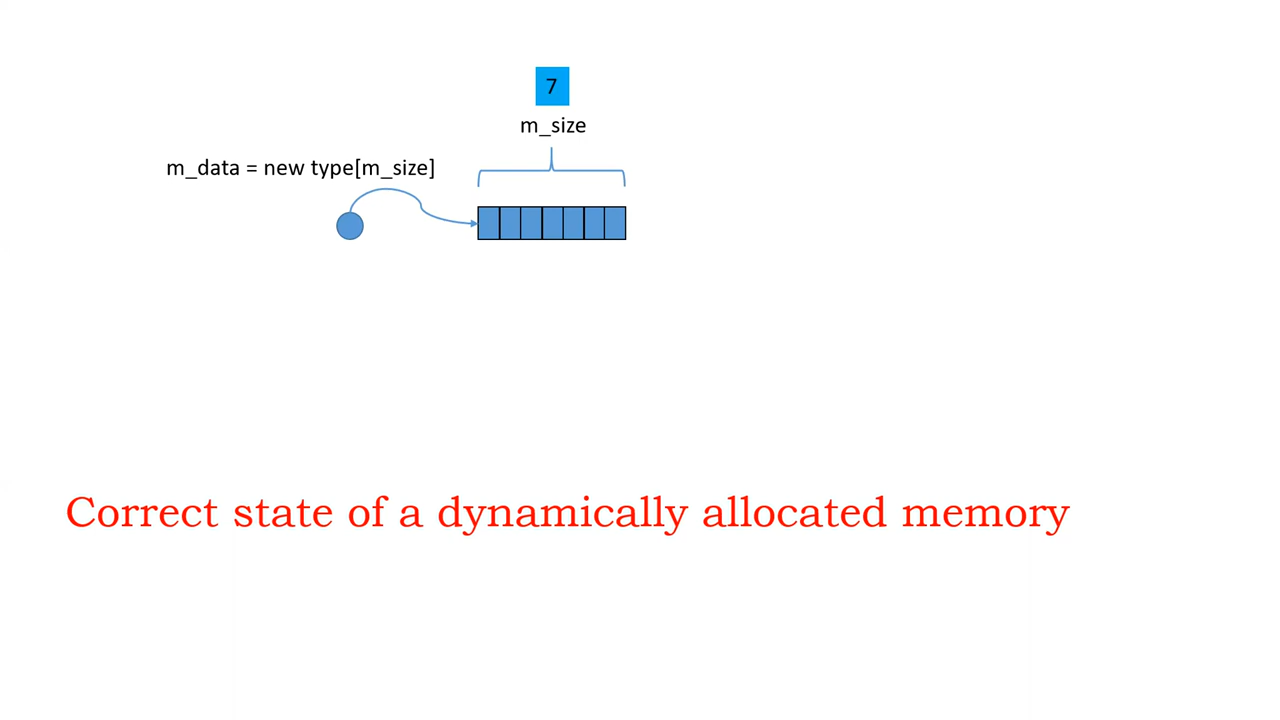 7
m_size
m_data = new type[m_size]
Correct state of a dynamically allocated memory